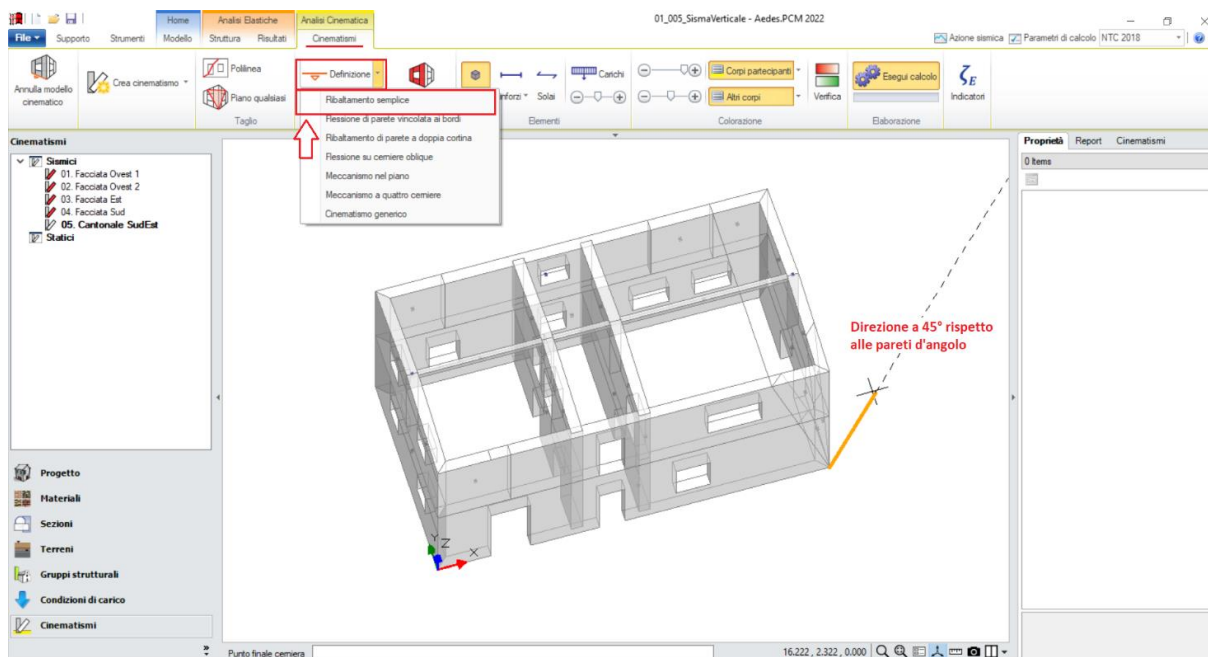 01_005_SismaVerticale - Aedes.PCM 2022
Home Analisi Elastiche Analisi Cinematica
File Supporto Strumenti Modello Struttura Risultati Cinematismi
Azione sismica Parametri di calcolo NTC 2018
Annulla modello cinematico
Crea cinematismo
Polilinea
Piano qualsiasi
Taglio
Definizione
Ribaltamento semplice
Flessione di parete vincolata ai bordi
Ribaltamento di parete a doppia cortina
Flessione su cerniere oblique
Meccanismo nel piano
Meccanismo a quattro cerniere
Cinematismo generico
Solai
Carichi
Elementi
Corpi partecipanti
Altri corpi
Colorazione
Verifica
Esegui calcolo
Elaborazione
ζE
Indicatori
Cinematismi
Sismici
01. Facciata Ovest 1
02. Facciata Ovest 2
03. Facciata Est
04. Facciata Sud
05. Cantonale SudEst
Statici
Progetto
Materiali
Sezioni
Terreni
Gruppi strutturali
Condizioni di carico
Cinematismi
Direzione a 45° rispetto
alle pareti d'angolo
Y Z X
Proprietà Report Cinematismi
0 Items
Punto finale cerniera
16.222 , 2.322 , 0.000